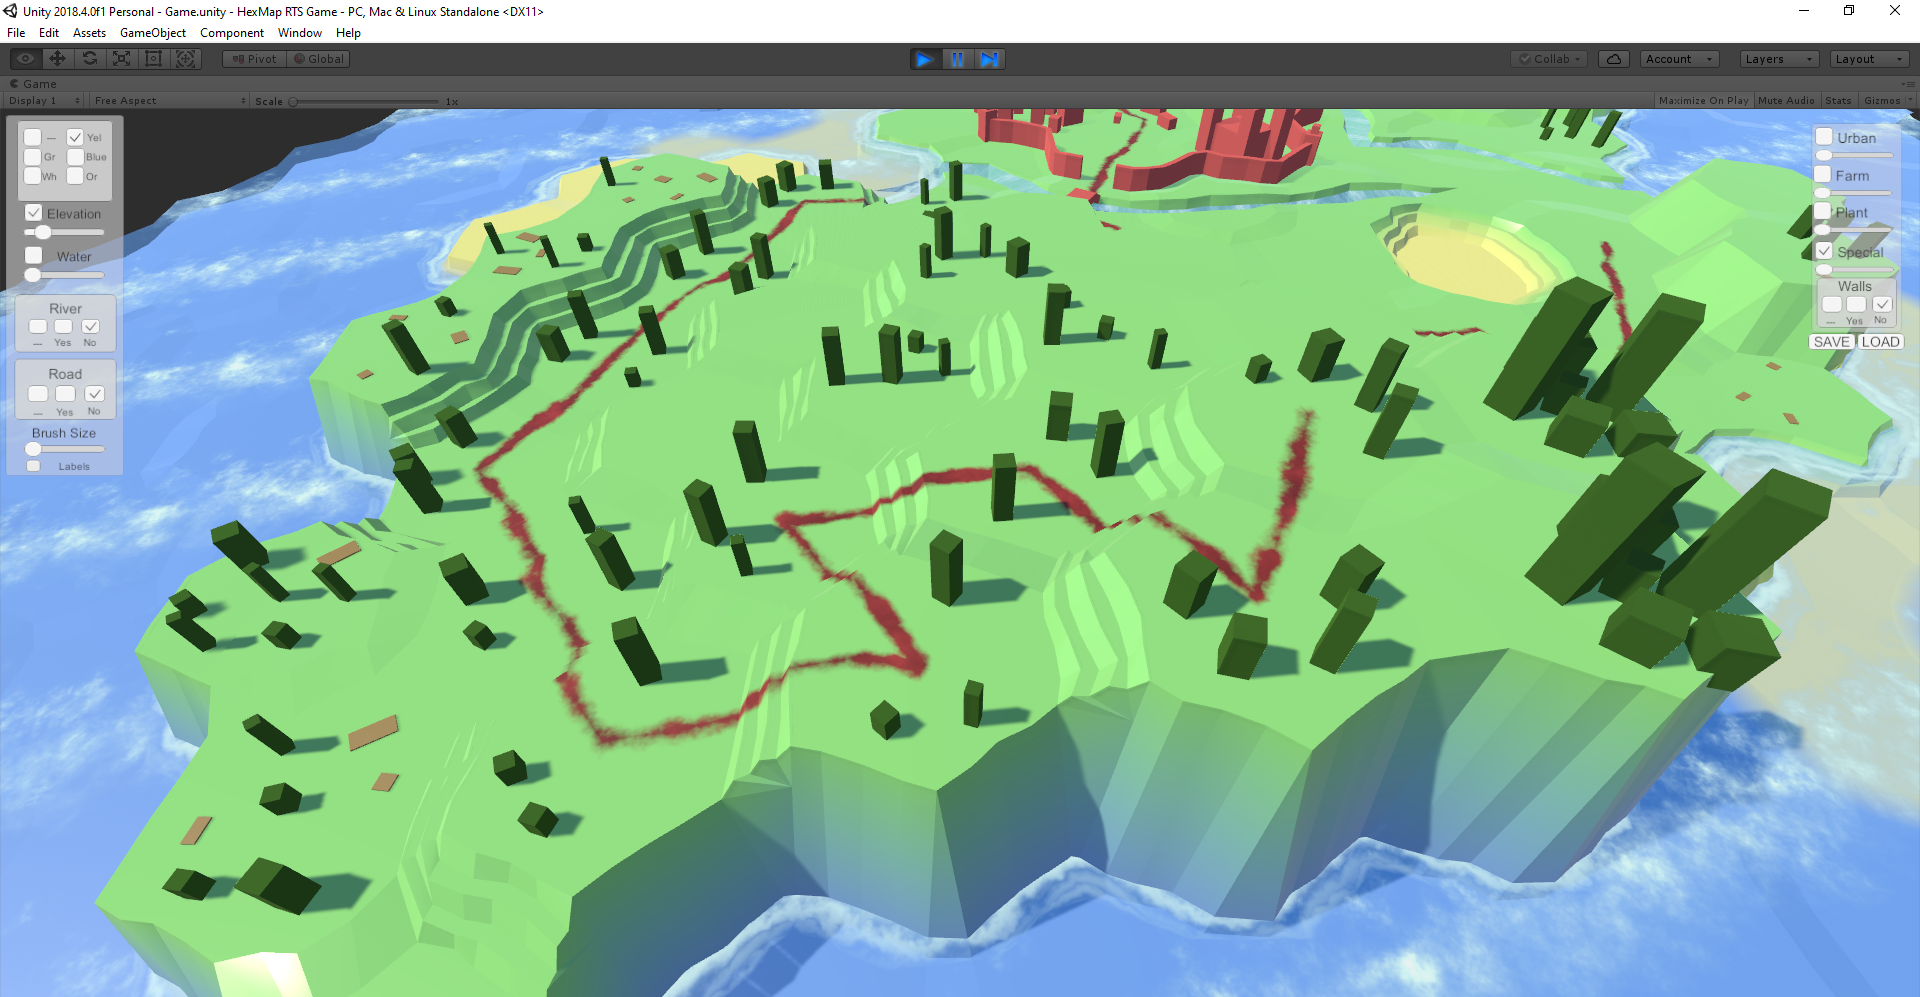 Unity 2018.4.0f1 Personal - Game.unity - HexMap RTS Game - PC, Mac & Linux Standalone <DX11>
File Edit Assets GameObject Component Window Help
Pivot Global Collab Account Layers Layout
Game
Display 1 Free Aspect Scale 1x Maximize On Play Mute Audio Stats Gizmos
--- Yel
Gr Blue
Wh Or
Elevation
Water
River
--- Yes No
Road
--- Yes No
Brush Size
Labels
Urban
Farm
Plant
Special
Walls
--- Yes No
SAVE LOAD